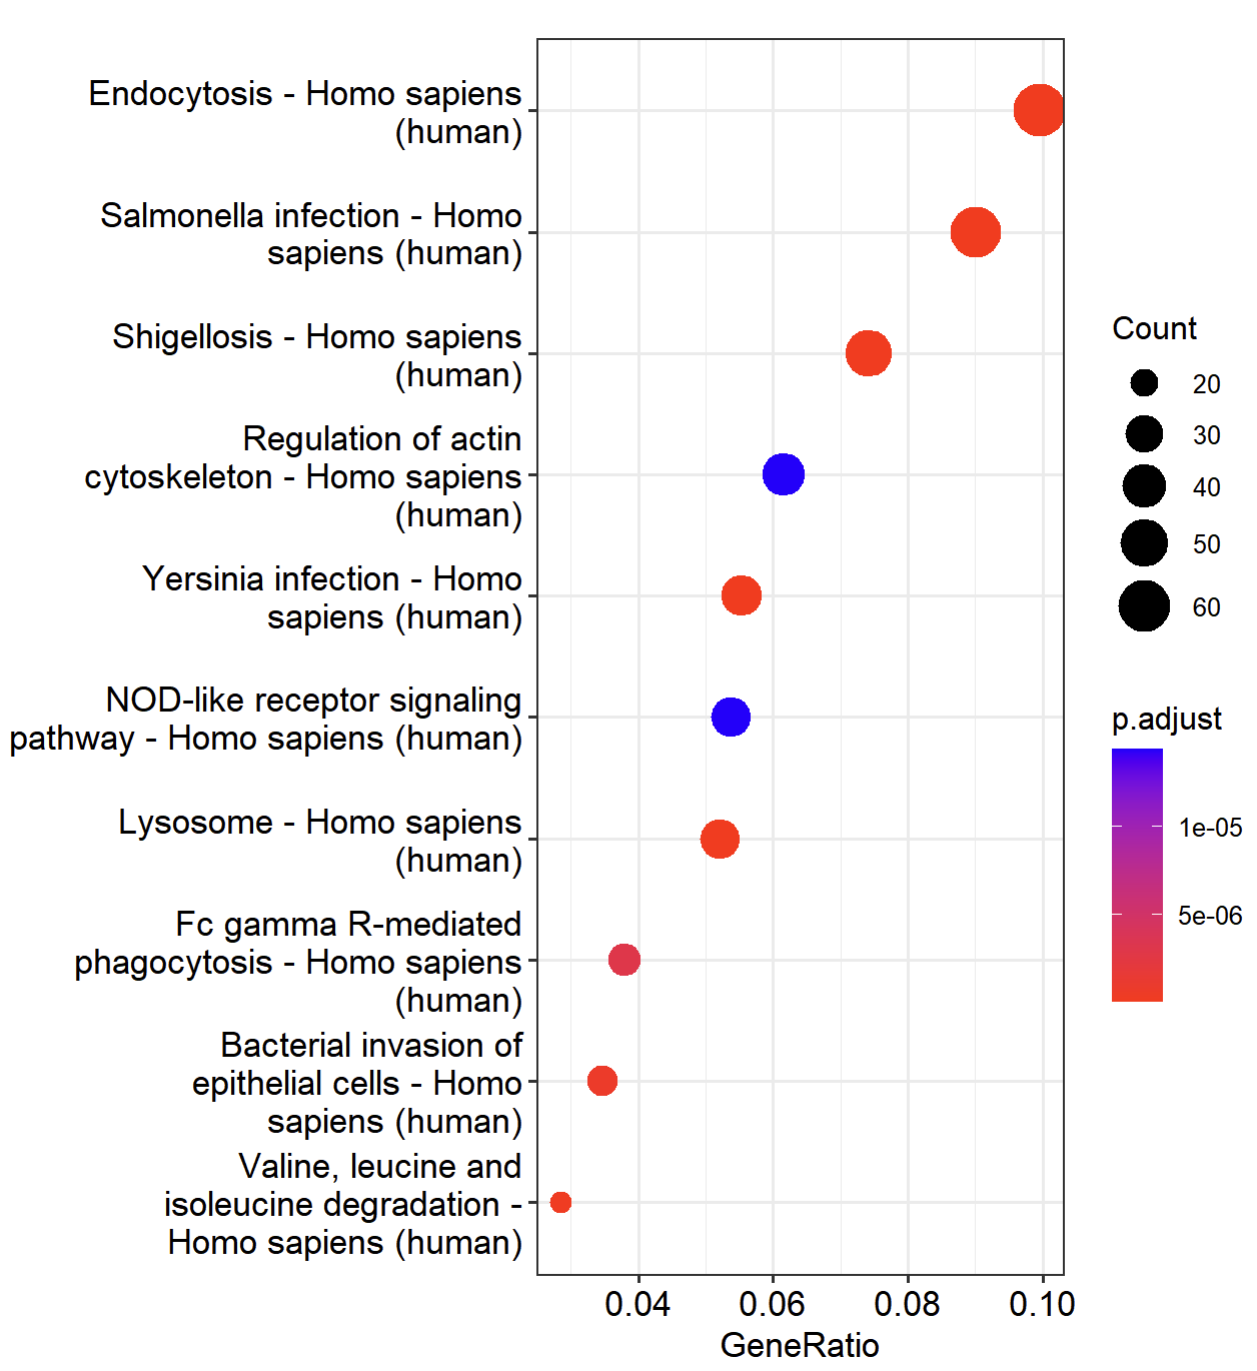 Endocytosis - Homo sapiens
(human)
Salmonella infection - Homo
sapiens (human)
Shigellosis - Homo sapiens
(human)
Regulation of actin
cytoskeleton - Homo sapiens
(human)
Yersinia infection - Homo
sapiens (human)
NOD-like receptor signaling
pathway - Homo sapiens (human)
Lysosome - Homo sapiens
(human)
Fc gamma R-mediated
phagocytosis - Homo sapiens
(human)
Bacterial invasion of
epithelial cells - Homo
sapiens (human)
Valine, leucine and
isoleucine degradation -
Homo sapiens (human)
0.04 0.06 0.08 0.10
GeneRatio
Count
20
30
40
50
60
p.adjust
1e-05
5e-06